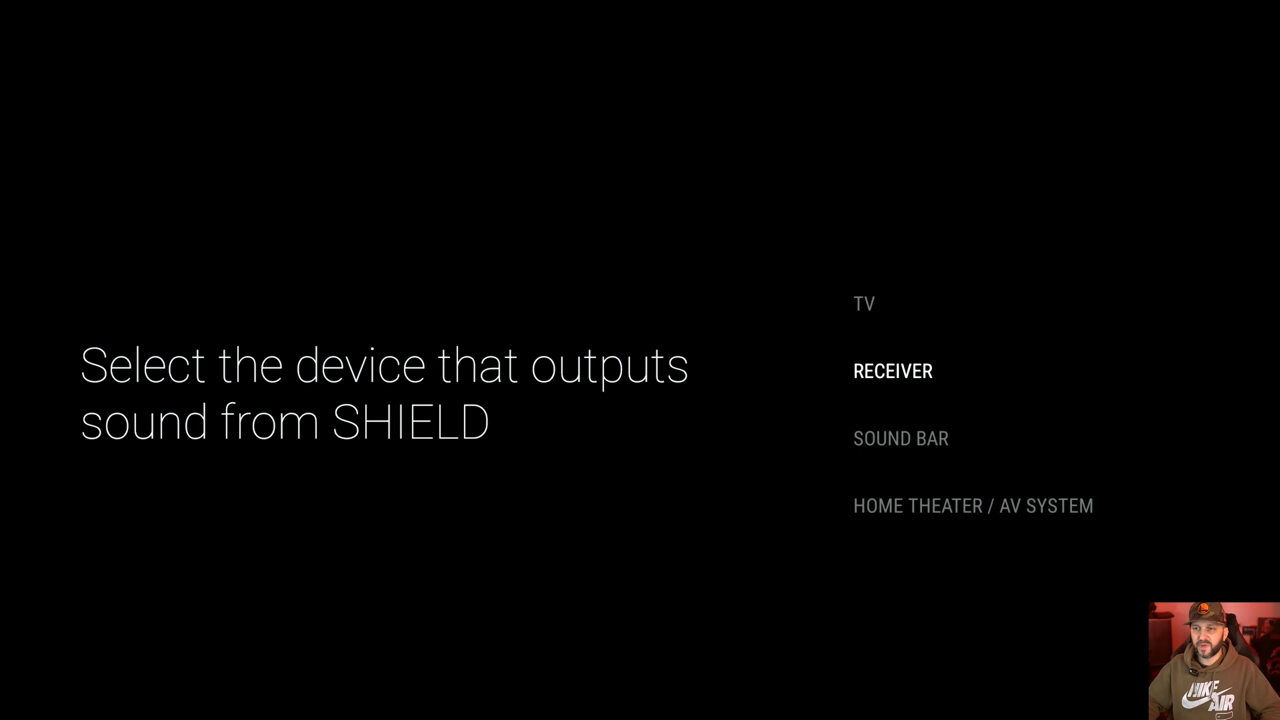 Select the device that outputs
sound from SHIELD
TV
RECEIVER
SOUND BAR
HOME THEATER / AV SYSTEM
NIKE
AIR